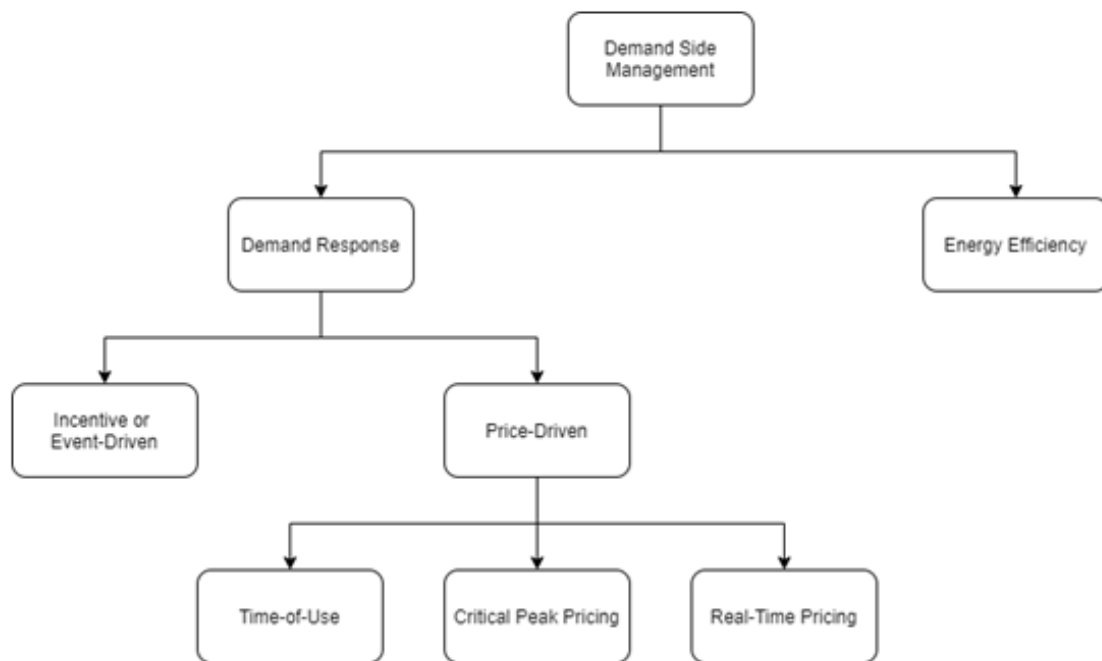 Demand Side
Management
Demand Response
Energy Efficiency
Incentive or
Event-Driven
Price-Driven
Time-of-Use
Critical Peak Pricing
Real-Time Pricing